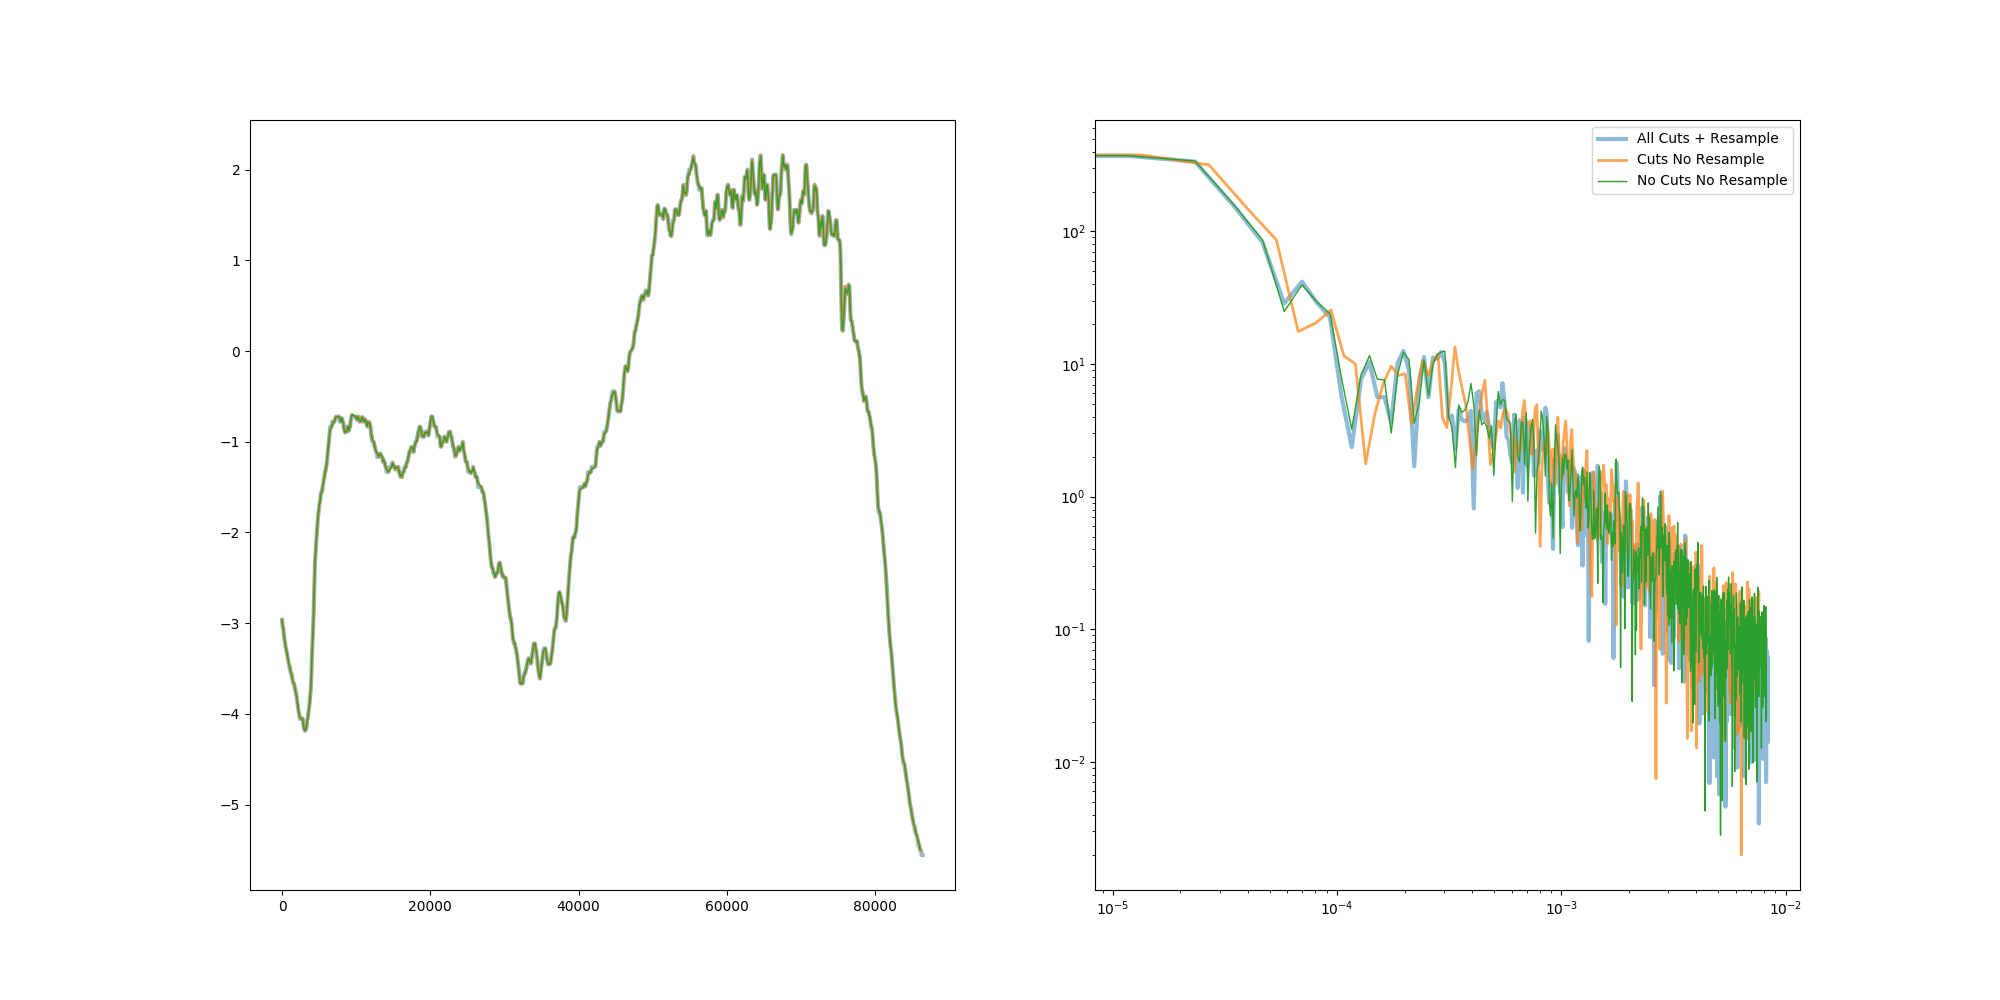 2
1
0
−1
−2
−3
−4
−5
0 20000 40000 60000 80000
All Cuts + Resample
Cuts No Resample
No Cuts No Resample
10²
10¹
10⁰
10⁻¹
10⁻²
10⁻⁵ 10⁻⁴ 10⁻³ 10⁻²